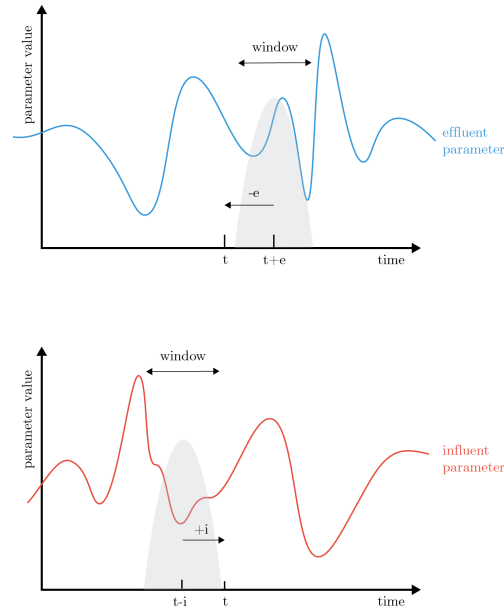 parameter value
window
effluent
parameter
-e
t
t+e
time
parameter value
window
influent
parameter
+i
t-i
t
time